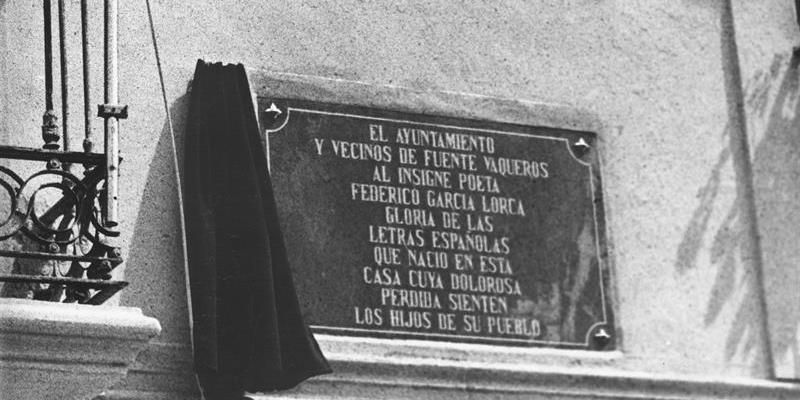 EL AYUNTAMIENTO
Y VECINOS DE FUENTE VAQUEROS
AL INSIGNE POETA
FEDERICO GARCIA LORCA
GLORIA DE LAS
LETRAS ESPAÑOLAS
QUE NACIO EN ESTA
CASA CUYA DOLOROSA
PERDIDA SIENTEN
LOS HIJOS DE SU PUEBLO